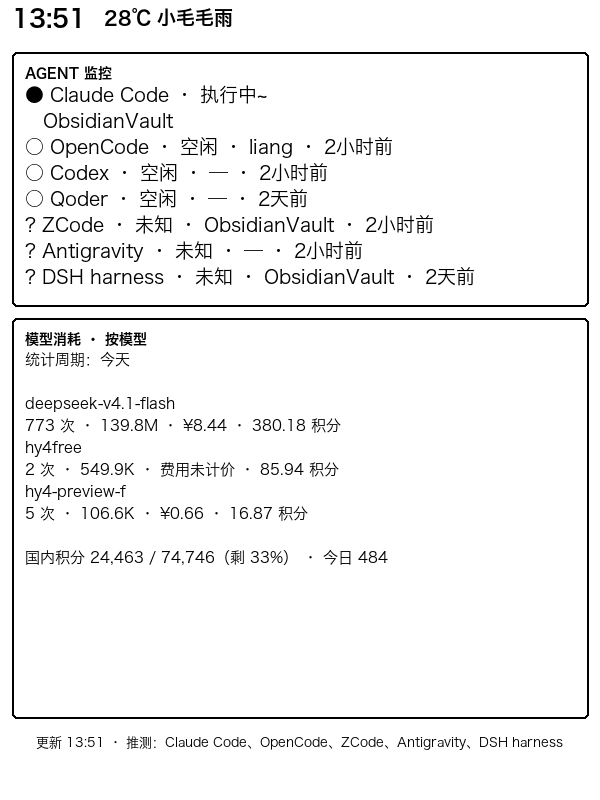 13:51 28℃ 小毛毛雨
AGENT 监控
● Claude Code · 执行中~
ObsidianVault
○ OpenCode · 空闲 · liang · 2小时前
○ Codex · 空闲 · — · 2小时前
○ Qoder · 空闲 · — · 2天前
? ZCode · 未知 · ObsidianVault · 2小时前
? Antigravity · 未知 · — · 2小时前
? DSH harness · 未知 · ObsidianVault · 2天前
模型消耗 · 按模型
统计周期：今天
deepseek-v4.1-flash
773 次 · 139.8M · ¥8.44 · 380.18 积分
hy4free
2 次 · 549.9K · 费用未计价 · 85.94 积分
hy4-preview-f
5 次 · 106.6K · ¥0.66 · 16.87 积分
国内积分 24,463 / 74,746（剩 33%） · 今日 484
更新 13:51 · 推测：Claude Code、OpenCode、ZCode、Antigravity、DSH harness